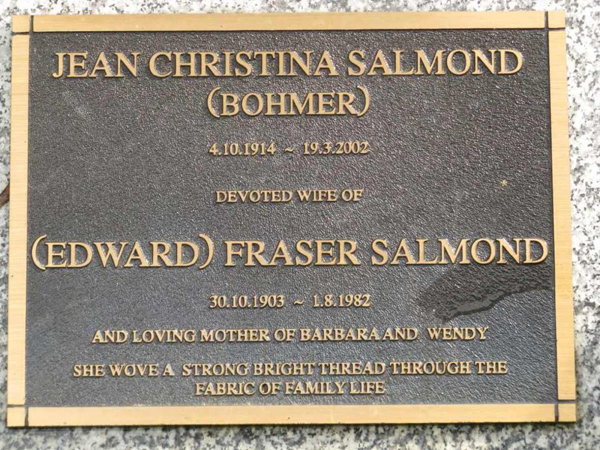 JEAN CHRISTINA SALMOND
(BOHMER)
4.10.1914 ~ 19.3.2002
DEVOTED WIFE OF
(EDWARD) FRASER SALMOND
30.10.1903 ~ 1.8.1982
AND LOVING MOTHER OF BARBARA AND WENDY
SHE WOVE A STRONG BRIGHT THREAD THROUGH THE
FABRIC OF FAMILY LIFE